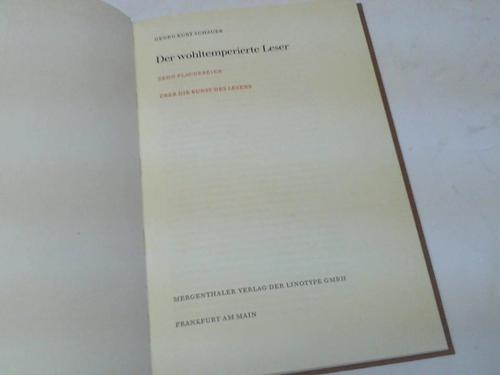 GEORG KURT SCHAUER
Der wohltemperierte Leser
ZEHN PLAUDEREIEN
ÜBER DIE KUNST DES LESENS
MERGENTHALER VERLAG DER LINOTYPE GMBH
FRANKFURT AM MAIN